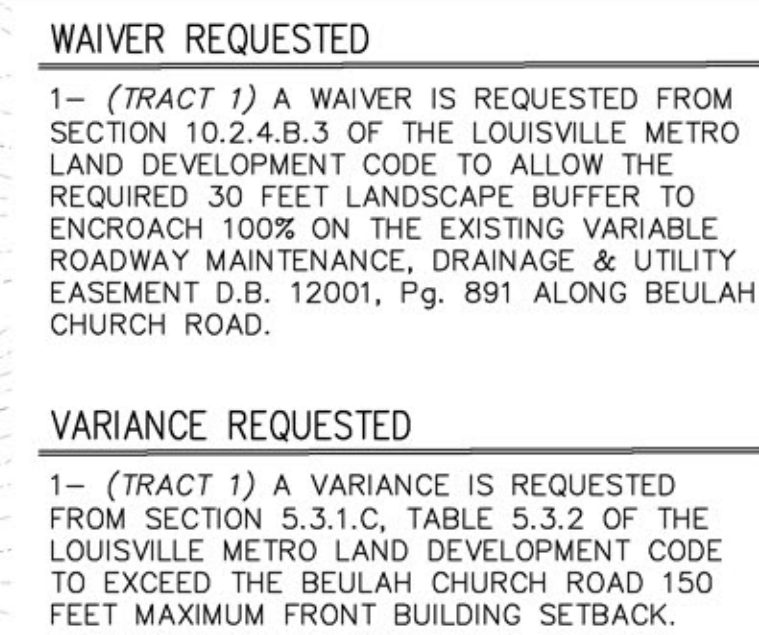 WAIVER REQUESTED
1– (TRACT 1) A WAIVER IS REQUESTED FROM
SECTION 10.2.4.B.3 OF THE LOUISVILLE METRO
LAND DEVELOPMENT CODE TO ALLOW THE
REQUIRED 30 FEET LANDSCAPE BUFFER TO
ENCROACH 100% ON THE EXISTING VARIABLE
ROADWAY MAINTENANCE, DRAINAGE & UTILITY
EASEMENT D.B. 12001, Pg. 891 ALONG BEULAH
CHURCH ROAD.
VARIANCE REQUESTED
1– (TRACT 1) A VARIANCE IS REQUESTED
FROM SECTION 5.3.1.C, TABLE 5.3.2 OF THE
LOUISVILLE METRO LAND DEVELOPMENT CODE
TO EXCEED THE BEULAH CHURCH ROAD 150
FEET MAXIMUM FRONT BUILDING SETBACK.